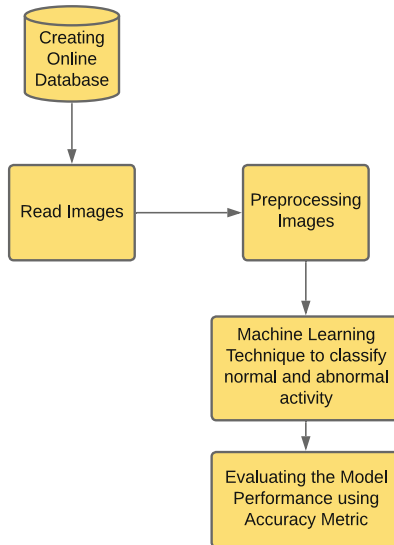 Creating
Online
Database
Read Images
Preprocessing
Images
Machine Learning
Technique to classify
normal and abnormal
activity
Evaluating the Model
Performance using
Accuracy Metric